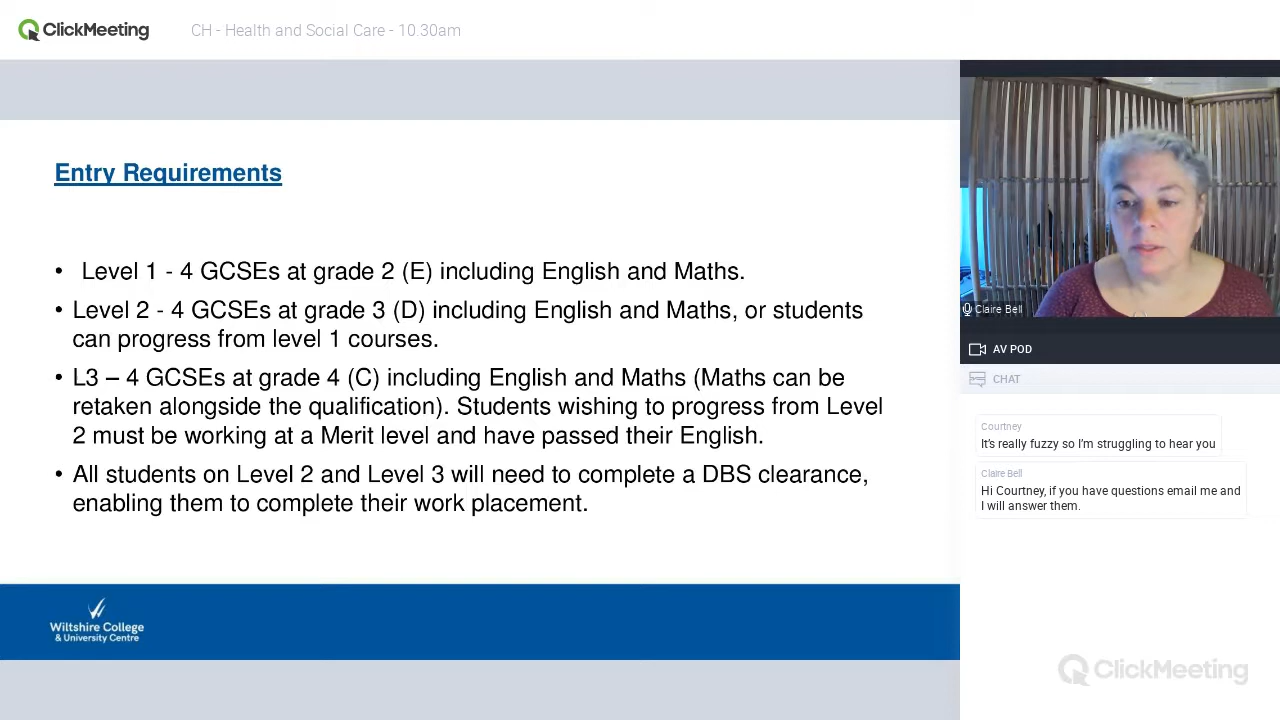 ClickMeeting
CH - Health and Social Care - 10.30am
Entry Requirements
• Level 1 - 4 GCSEs at grade 2 (E) including English and Maths.
• Level 2 - 4 GCSEs at grade 3 (D) including English and Maths, or students
can progress from level 1 courses.
• L3 – 4 GCSEs at grade 4 (C) including English and Maths (Maths can be
retaken alongside the qualification). Students wishing to progress from Level
2 must be working at a Merit level and have passed their English.
• All students on Level 2 and Level 3 will need to complete a DBS clearance,
enabling them to complete their work placement.
Wiltshire College
& University Centre
Claire Bell
AV POD
CHAT
Courtney
It's really fuzzy so I'm struggling to hear you
Claire Bell
Hi Courtney, if you have questions email me and
I will answer them.
ClickMeeting